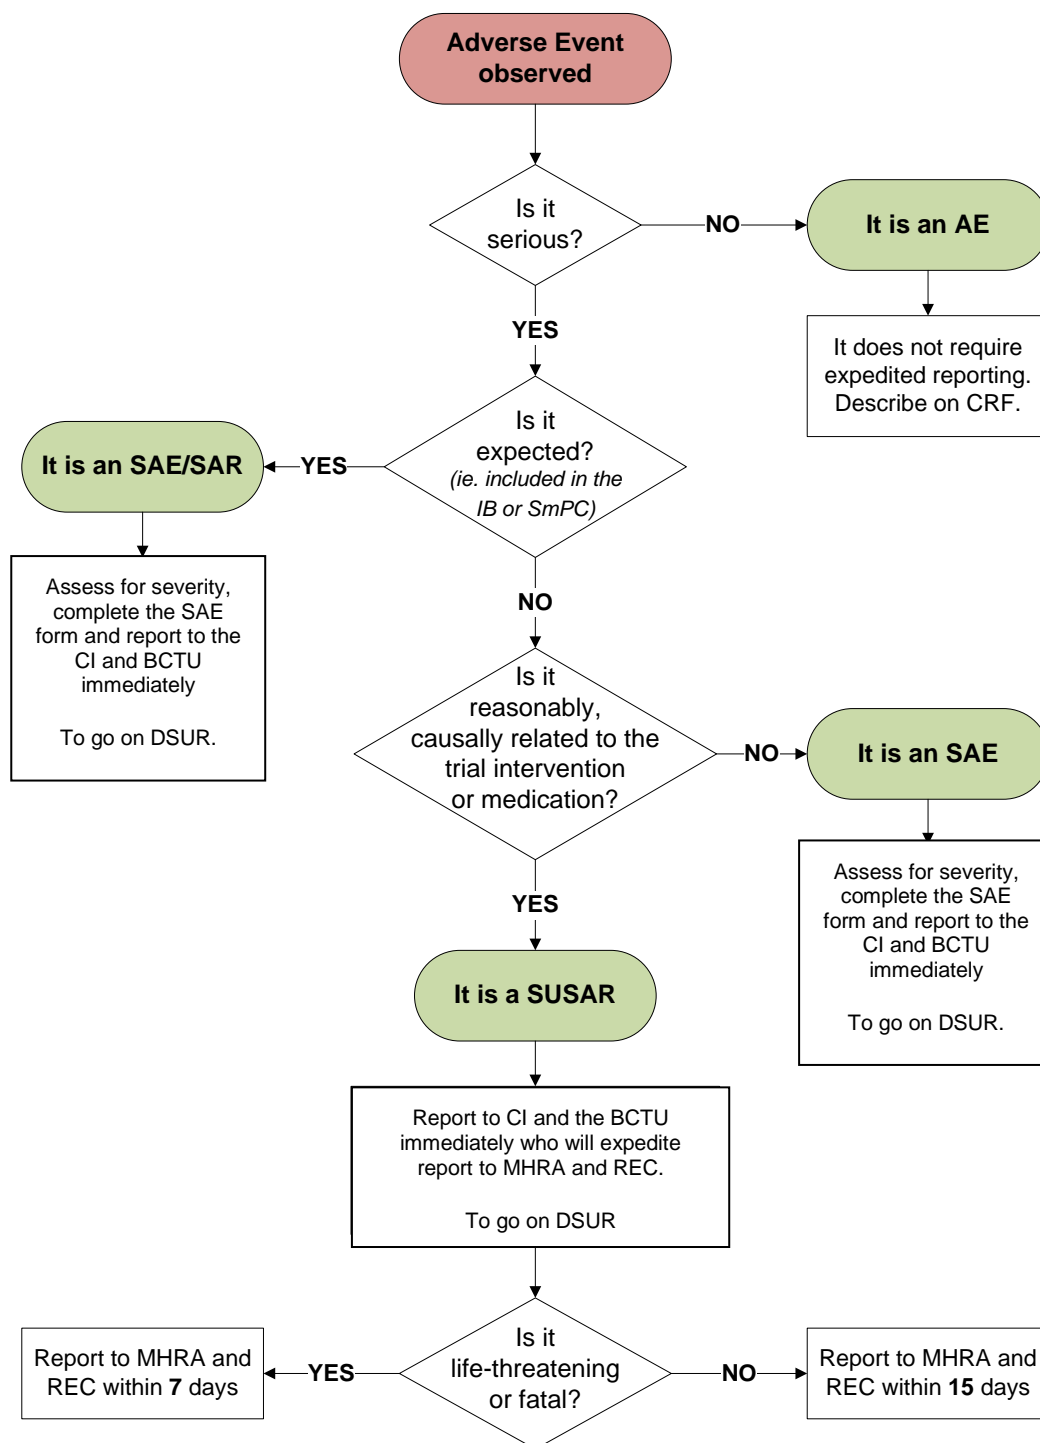 Adverse Event
observed
Is it
serious?
NO
It is an AE
YES
It does not require
expedited reporting.
Describe on CRF.
Is it
expected?
(ie. included in the
IB or SmPC)
YES
It is an SAE/SAR
Assess for severity,
complete the SAE
form and report to the
CI and BCTU
immediately
To go on DSUR.
NO
Is it
reasonably,
causally related to the
trial intervention
or medication?
NO
It is an SAE
Assess for severity,
complete the SAE
form and report to the
CI and BCTU
immediately
To go on DSUR.
YES
It is a SUSAR
Report to CI and the BCTU
immediately who will expedite
report to MHRA and REC.
To go on DSUR
Is it
life-threatening
or fatal?
YES
Report to MHRA and
REC within 7 days
NO
Report to MHRA and
REC within 15 days